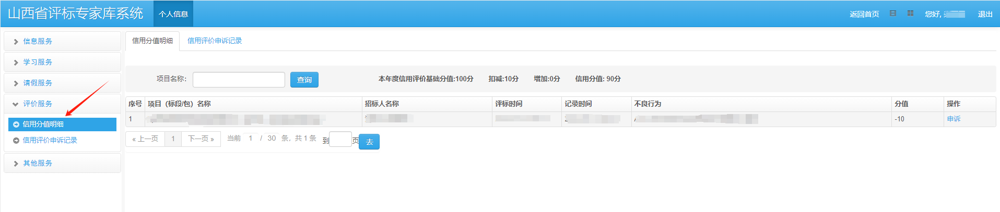 山西省评标专家库系统 个人信息 返回首页 您好, 退出
信息服务
学习服务
请假服务
评价服务
信用分值明细
信用评价申诉记录
其他服务
信用分值明细 信用评价申诉记录
项目名称: 查询 本年度信用评价基础分值:100分 扣减:10分 增加:0分 信用分值: 90分
序号 项目（标段/包）名称 招标人名称 评标时间 记录时间 不良行为 分值 操作
1 -10 申诉
« 上一页 1 下一页 » 当前 1 / 30 条，共 1 条 到 页 去